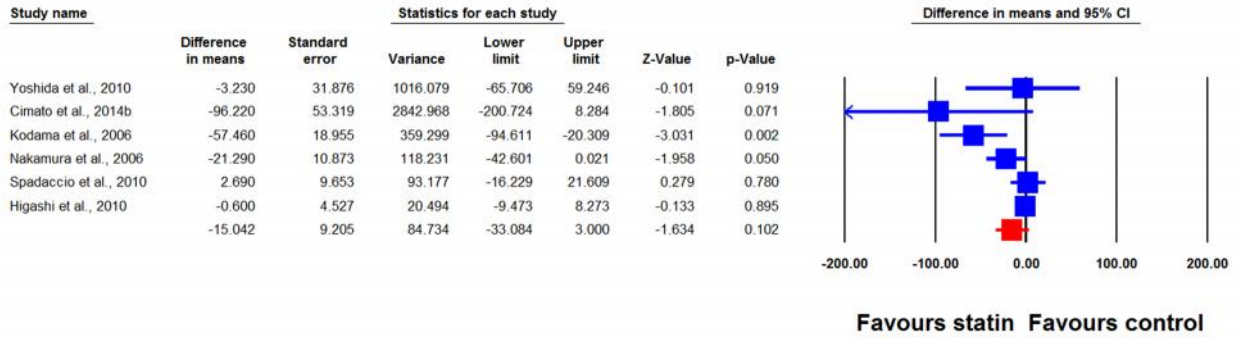 Study name Statistics for each study Difference in means and 95% CI
Difference in means Standard error Variance Lower limit Upper limit Z-Value p-Value
Yoshida et al., 2010 -3.230 31.876 1016.079 -65.706 59.246 -0.101 0.919
Cimato et al., 2014b -96.220 53.319 2842.968 -200.724 8.284 -1.805 0.071
Kodama et al., 2006 -57.460 18.955 359.299 -94.611 -20.309 -3.031 0.002
Nakamura et al., 2006 -21.290 10.873 118.231 -42.601 0.021 -1.958 0.050
Spadaccio et al., 2010 2.690 9.653 93.177 -16.229 21.609 0.279 0.780
Higashi et al., 2010 -0.600 4.527 20.494 -9.473 8.273 -0.133 0.895
-15.042 9.205 84.734 -33.084 3.000 -1.634 0.102
-200.00 -100.00 0.00 100.00 200.00
Favours statin Favours control